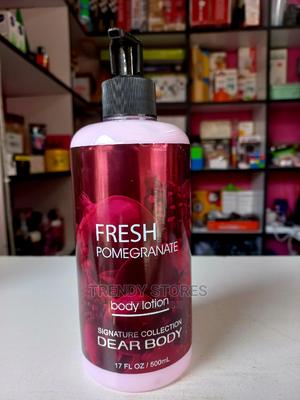 FRESH
POMEGRANATE
TRENDY STORES
body lotion
SIGNATURE COLLECTION
DEAR BODY
17 FL OZ / 500mL